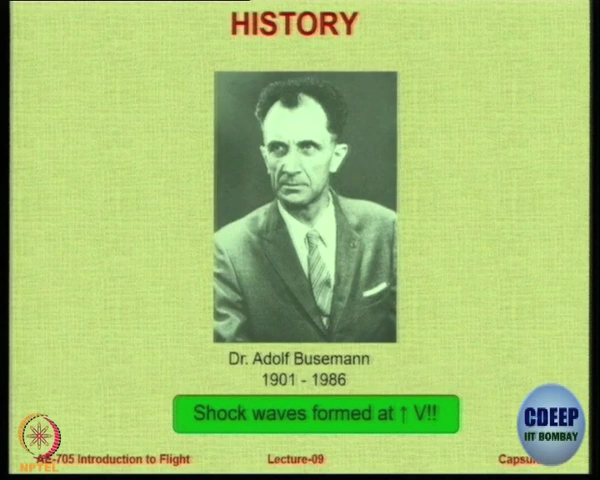 HISTORY
Dr. Adolf Busemann
1901 - 1986
Shock waves formed at ↑ V!!
CDEEP
IIT BOMBAY
NPTEL
AE-705 Introduction to Flight
Lecture-09